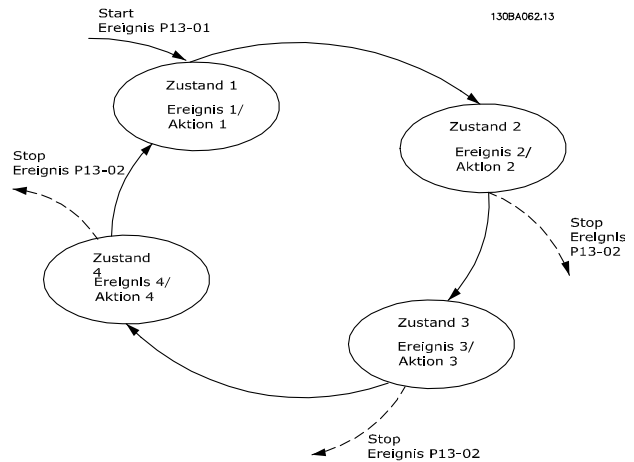 Start
Ereignis P13-01
130BA062.13
Zustand 1
Ereignis 1/
Aktion 1
Zustand 2
Ereignis 2/
Aktion 2
Stop
Ereignis P13-02
Stop
Ereignis
P13-02
Zustand
4
Ereignis 4/
Aktion 4
Zustand 3
Ereignis 3/
Aktion 3
Stop
Ereignis P13-02